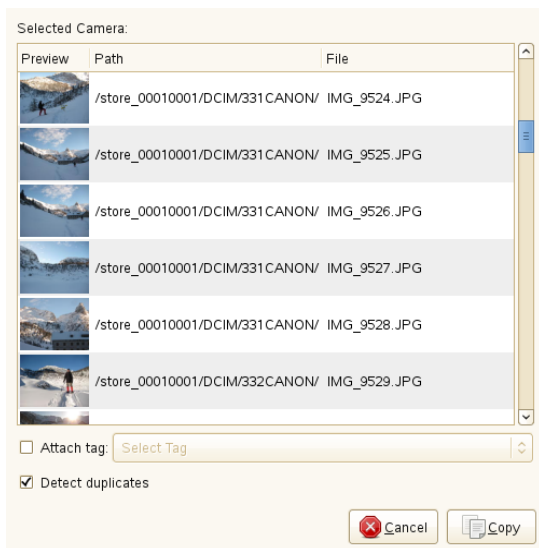 Selected Camera:
Preview Path File
/store_00010001/DCIM/331CANON/ IMG_9524.JPG
/store_00010001/DCIM/331CANON/ IMG_9525.JPG
/store_00010001/DCIM/331CANON/ IMG_9526.JPG
/store_00010001/DCIM/331CANON/ IMG_9527.JPG
/store_00010001/DCIM/331CANON/ IMG_9528.JPG
/store_00010001/DCIM/332CANON/ IMG_9529.JPG
Attach tag: Select Tag
Detect duplicates
Cancel Copy